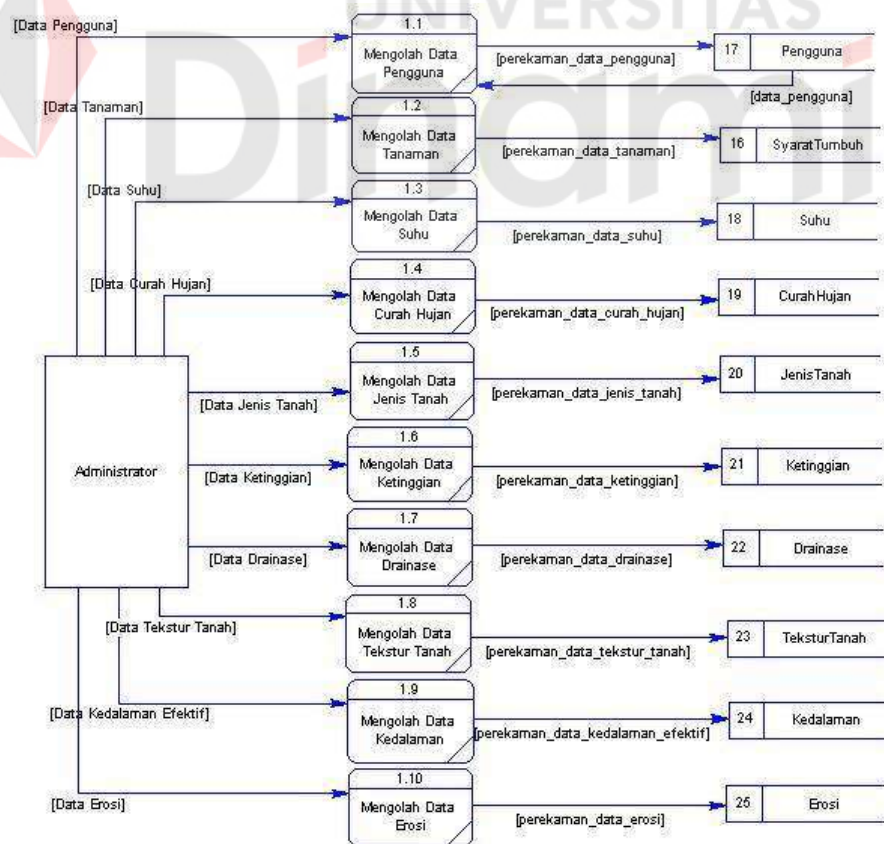 UNIVERSITAS
Dinami
[Data Pengguna]
1.1
Mengolah Data
Pengguna
[perekaman_data_pengguna]
17 Pengguna
[data_pengguna]
[Data Tanaman]
1.2
Mengolah Data
Tanaman
[perekaman_data_tanaman]
16 SyaratTumbuh
[Data Suhu]
1.3
Mengolah Data
Suhu
[perekaman_data_suhu]
18 Suhu
[Data Curah Hujan]
1.4
Mengolah Data
Curah Hujan
[perekaman_data_curah_hujan]
19 CurahHujan
Administrator
[Data Jenis Tanah]
1.5
Mengolah Data
Jenis Tanah
[perekaman_data_jenis_tanah]
20 JenisTanah
[Data Ketinggian]
1.6
Mengolah Data
Ketinggian
[perekaman_data_ketinggian]
21 Ketinggian
[Data Drainase]
1.7
Mengolah Data
Drainase
[perekaman_data_drainase]
22 Drainase
[Data Tekstur Tanah]
1.8
Mengolah Data
Tekstur Tanah
[perekaman_data_tekstur_tanah]
23 TeksturTanah
[Data Kedalaman Efektif]
1.9
Mengolah Data
Kedalaman
[perekaman_data_kedalaman_efektif]
24 Kedalaman
[Data Erosi]
1.10
Mengolah Data
Erosi
[perekaman_data_erosi]
25 Erosi